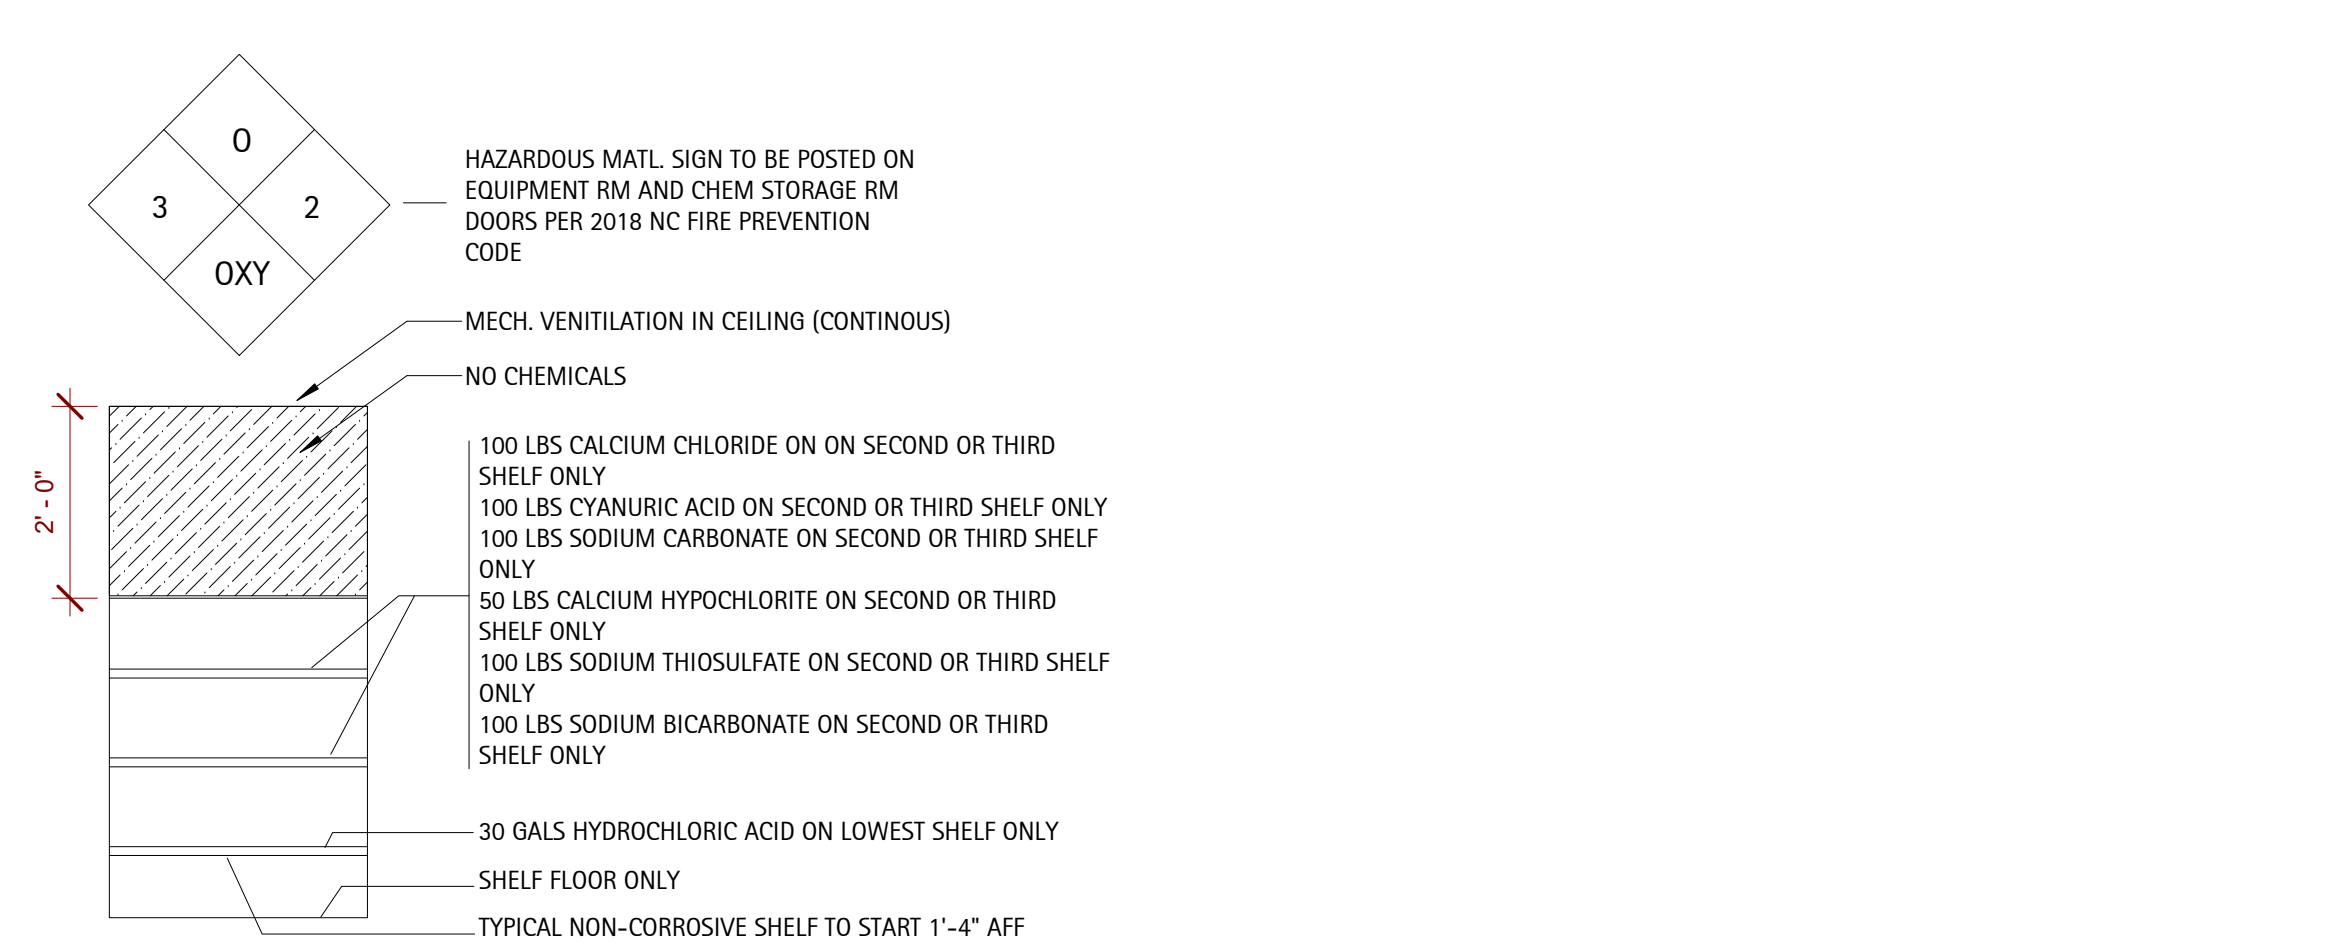 0
3
2
OXY
HAZARDOUS MATL. SIGN TO BE POSTED ON
EQUIPMENT RM AND CHEM STORAGE RM
DOORS PER 2018 NC FIRE PREVENTION
CODE
MECH. VENITILATION IN CEILING (CONTINOUS)
NO CHEMICALS
2' - 0"
100 LBS CALCIUM CHLORIDE ON ON SECOND OR THIRD
SHELF ONLY
100 LBS CYANURIC ACID ON SECOND OR THIRD SHELF ONLY
100 LBS SODIUM CARBONATE ON SECOND OR THIRD SHELF
ONLY
50 LBS CALCIUM HYPOCHLORITE ON SECOND OR THIRD
SHELF ONLY
100 LBS SODIUM THIOSULFATE ON SECOND OR THIRD SHELF
ONLY
100 LBS SODIUM BICARBONATE ON SECOND OR THIRD
SHELF ONLY
30 GALS HYDROCHLORIC ACID ON LOWEST SHELF ONLY
SHELF FLOOR ONLY
TYPICAL NON-CORROSIVE SHELF TO START 1'-4" AFF